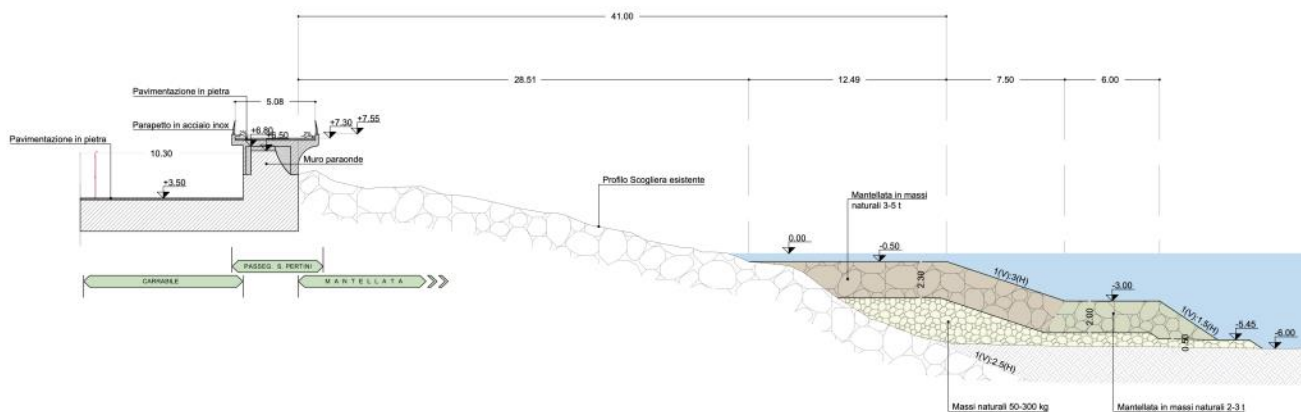 41.00
28.51
12.49
7.50
6.00
Pavimentazione in pietra
5.08
Parapetto in acciaio inox
+7.30
+7.55
+6.80
+6.50
Pavimentazione in pietra
10.30
Muro paraonde
+3.50
Profilo Scogliera esistente
Mantellata in massi
naturali 3-5 t
0.00
-0.50
PASSEG. S. PERTINI
CARRABILE
MANTELLATA
2.30
1(V):3(H)
-3.00
2.00
1(V):1.5(H)
-5.45
0.50
-6.00
1(V):2.5(H)
Massi naturali 50-300 kg
Mantellata in massi naturali 2-3 t